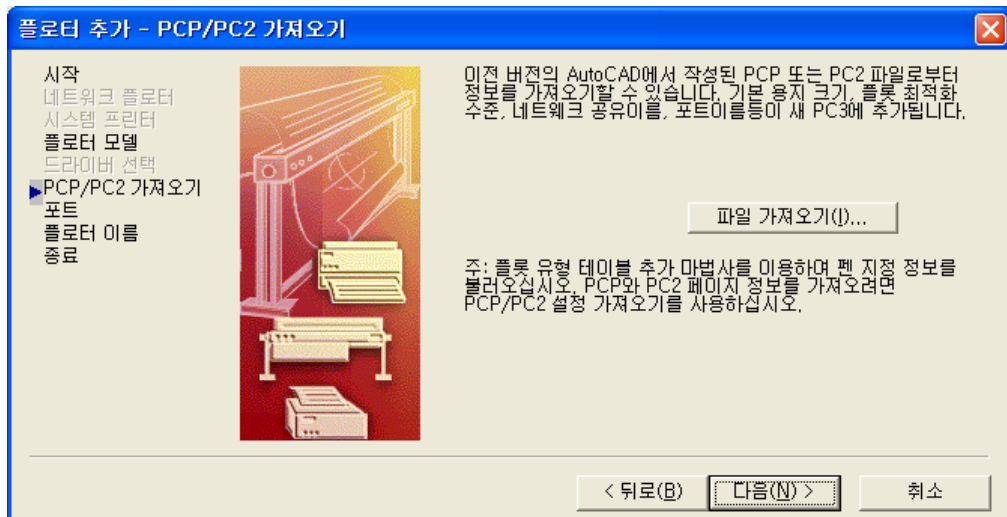 플로터 추가 - PCP/PC2 가져오기
시작
네트워크 플로터
시스템 프린터
플로터 모델
드라이버 선택
PCP/PC2 가져오기
포트
플로터 이름
종료
이전 버전의 AutoCAD에서 작성된 PCP 또는 PC2 파일로부터
정보를 가져오기할 수 있습니다. 기본 용지 크기, 플롯 최적화
수준, 네트웨크 공유이름, 포트이름등이 새 PC3에 추가됩니다.
파일 가져오기(I)...
주: 플롯 유형 테이블 추가 마법사를 이용하여 펜 지정 정보를
불러오십시오. PCP와 PC2 페이지 정보를 가져오려면
PCP/PC2 설정 가져오기를 사용하십시오.
< 뒤로(B)
다음(N) >
취소